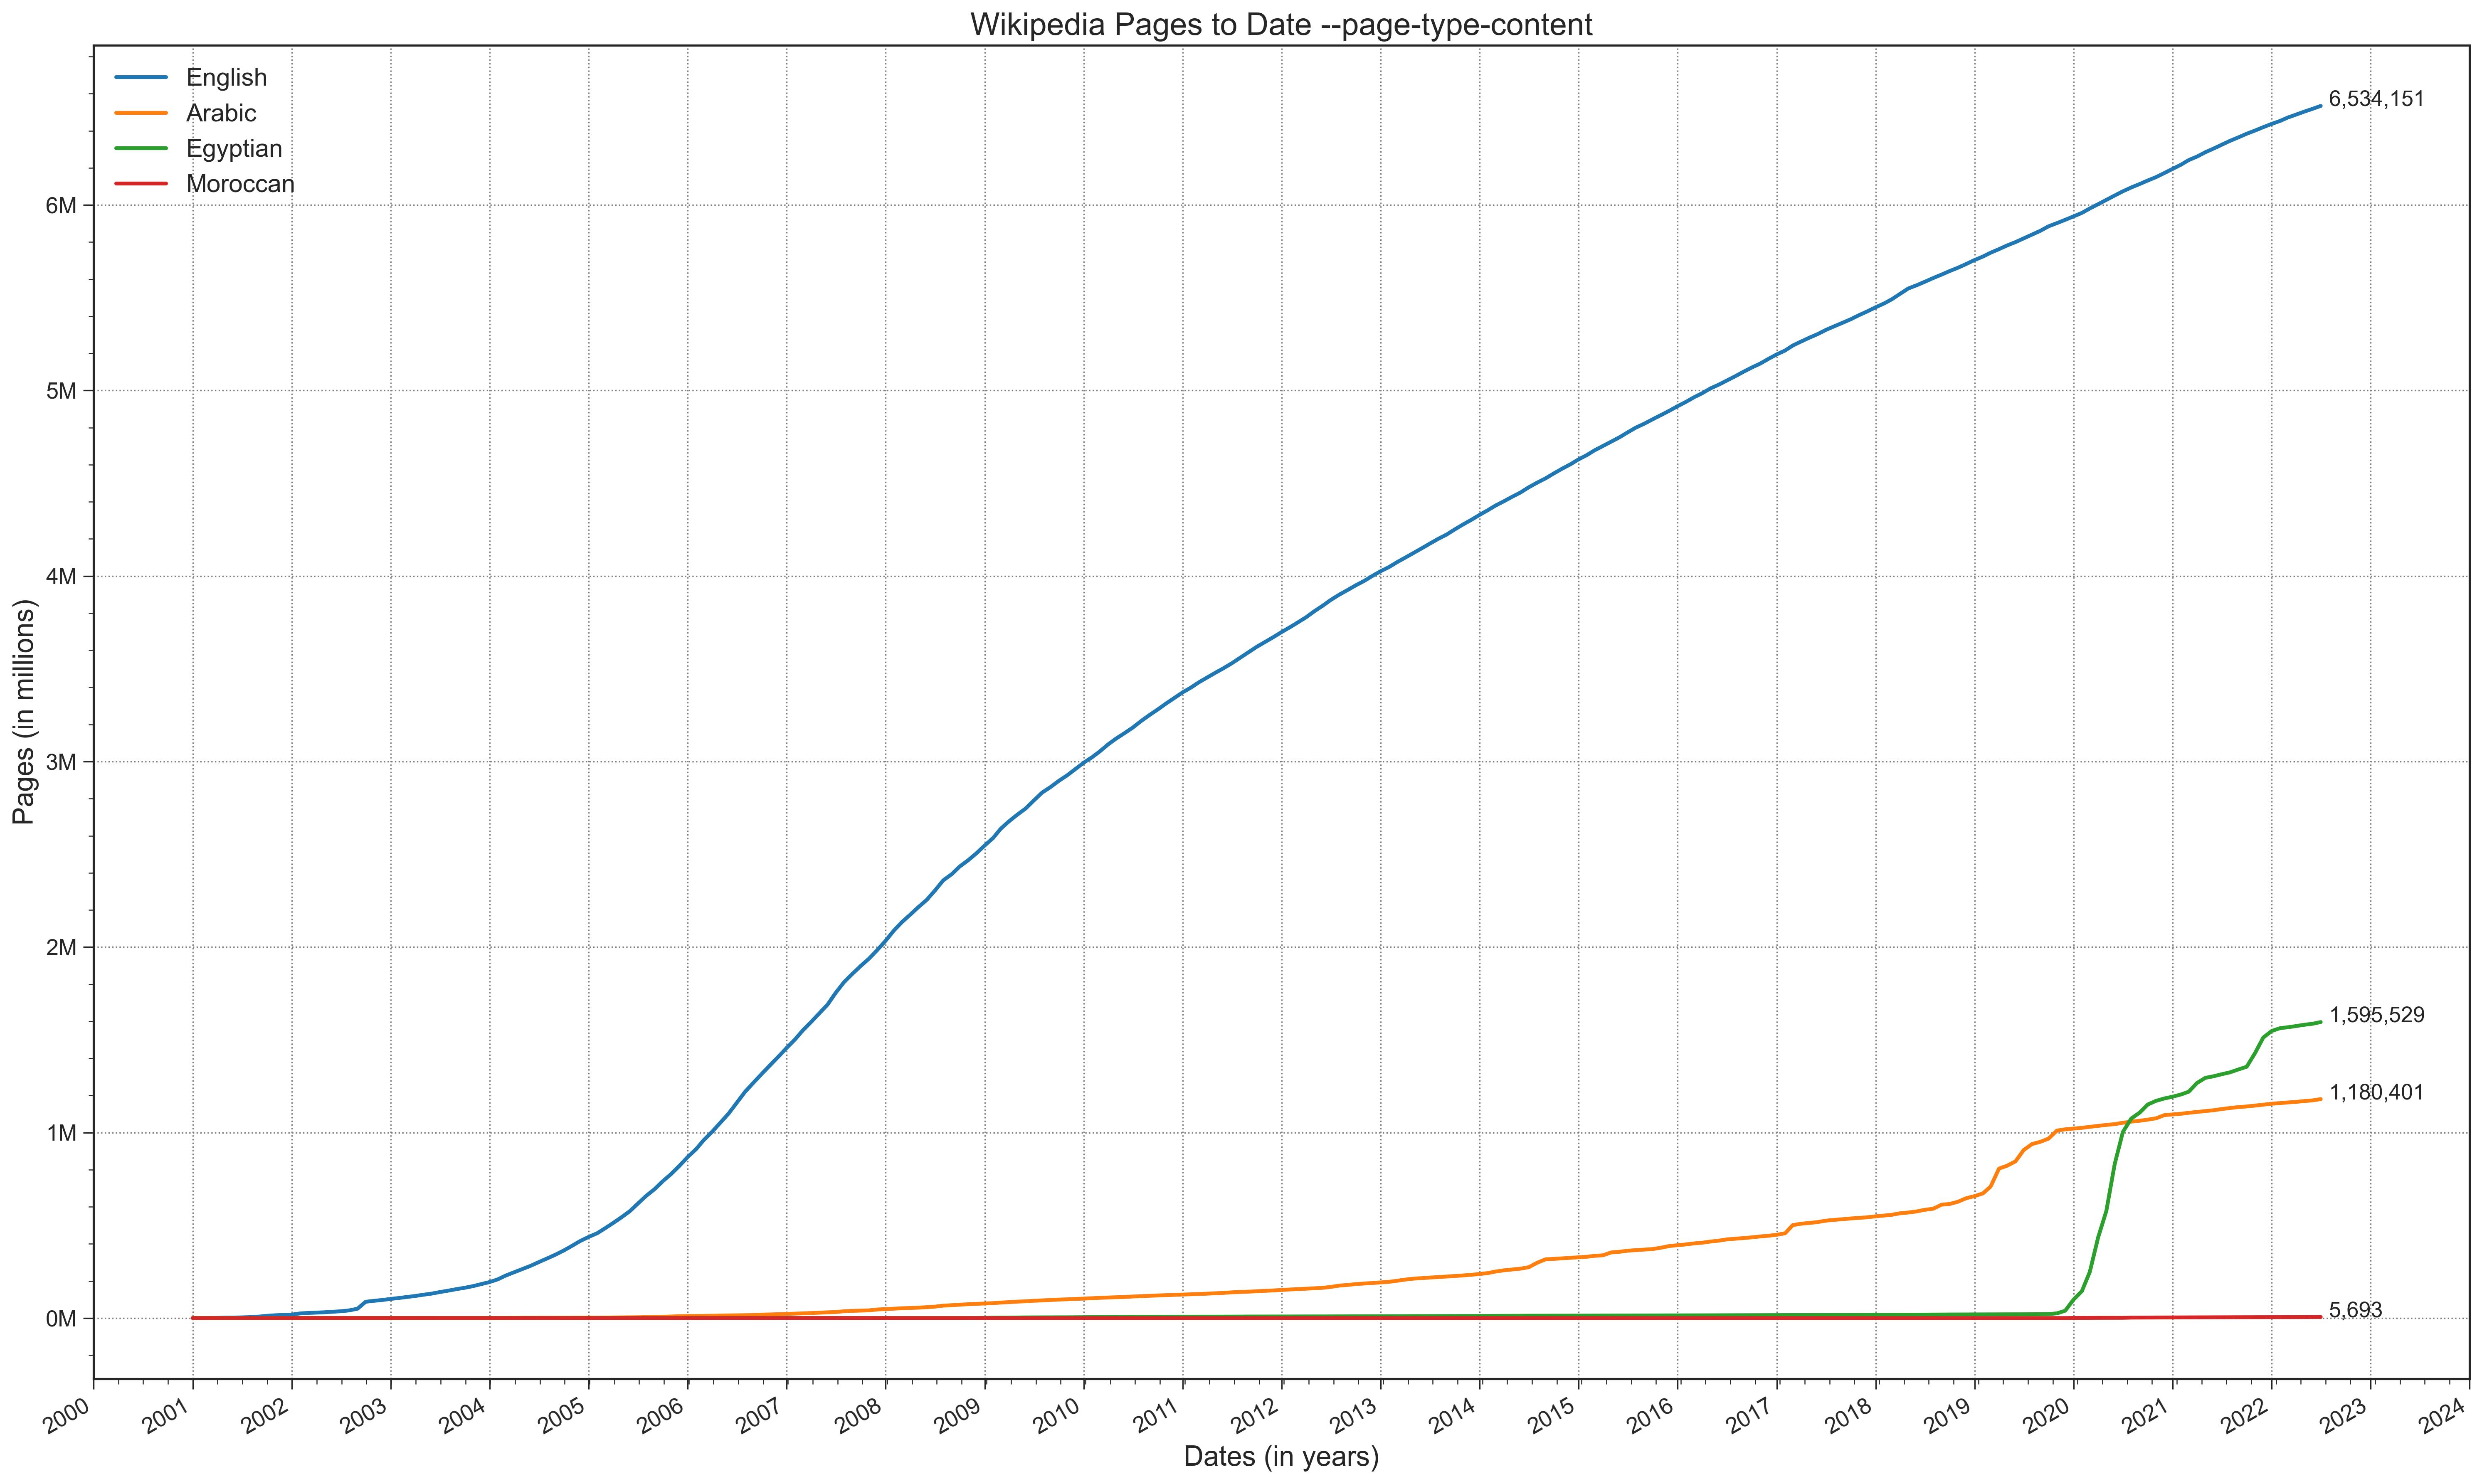 Wikipedia Pages to Date --page-type-content
English
Arabic
Egyptian
Moroccan
6,534,151
1,595,529
1,180,401
5,693
6M
5M
4M
3M
2M
1M
0M
Pages (in millions)
2000 2001 2002 2003 2004 2005 2006 2007 2008 2009 2010 2011 2012 2013 2014 2015 2016 2017 2018 2019 2020 2021 2022 2023 2024
Dates (in years)